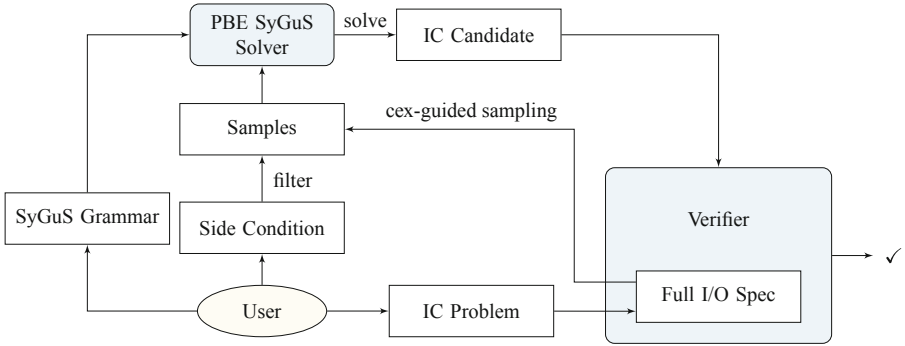 PBE SyGuS
Solver
solve
IC Candidate
cex-guided sampling
Samples
filter
SyGuS Grammar
Side Condition
Verifier
✓
Full I/O Spec
User
IC Problem